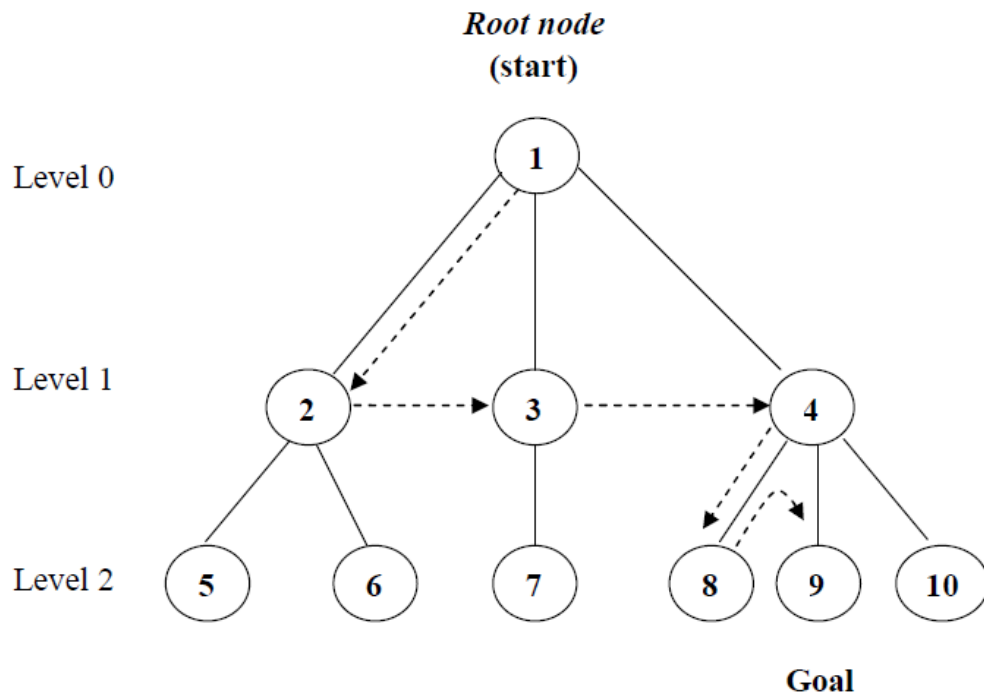 Root node
(start)
Level 0
1
Level 1
2 3 4
Level 2
5 6 7 8 9 10
Goal